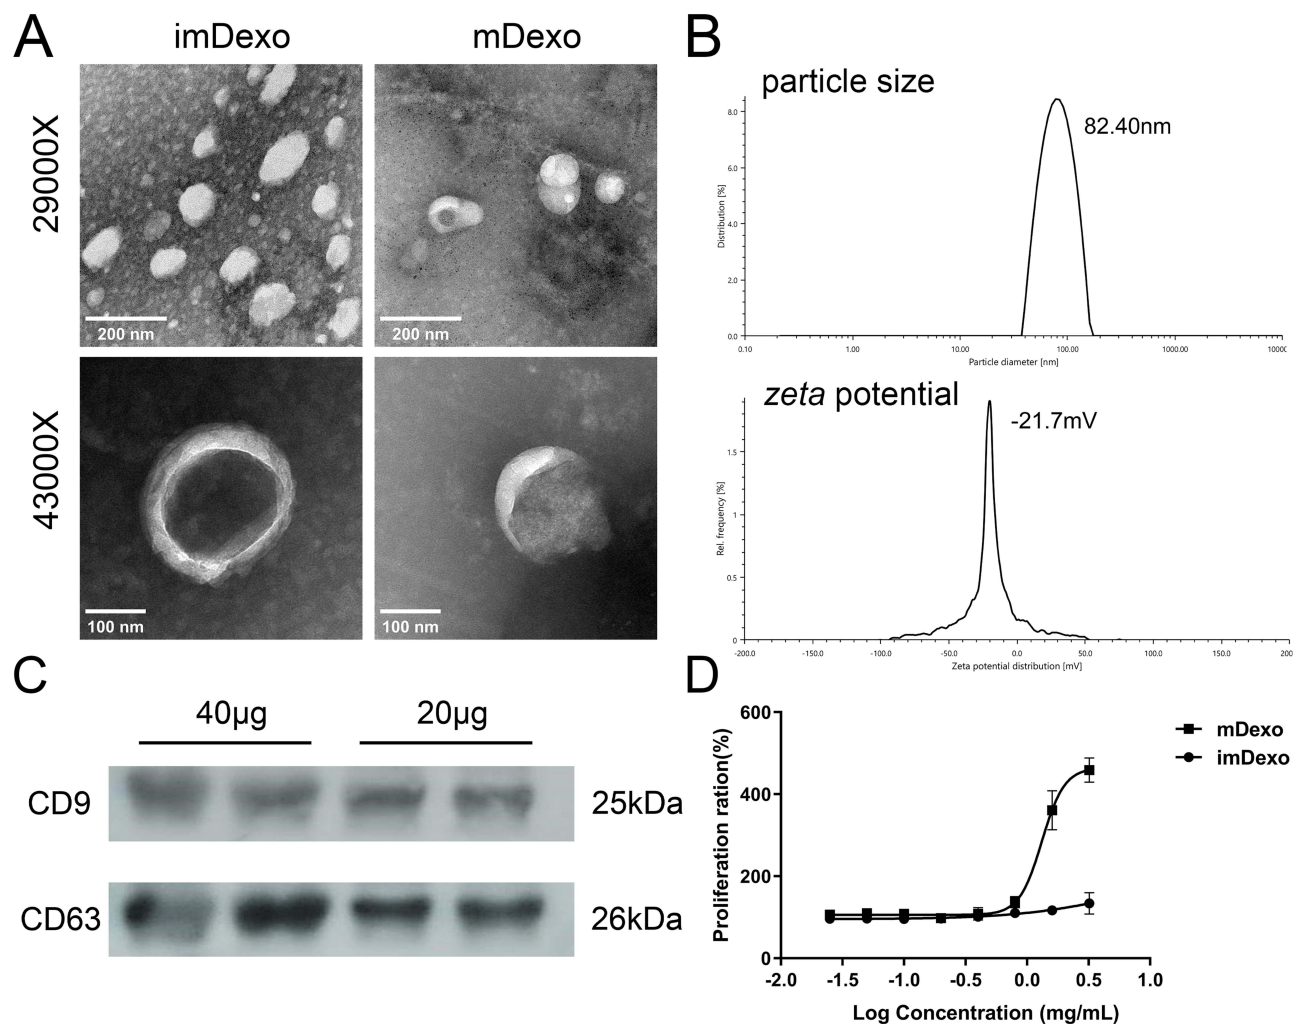 A
imDexo
mDexo
29000X
200 nm
200 nm
43000X
100 nm
100 nm
B
particle size
82.40nm
Distribution [%]
8.0
6.0
4.0
2.0
0.0
0.10
1.00
10.00
100.00
1000.00
1000
Particle diameter [nm]
zeta potential
-21.7mV
Rel. frequency [%]
1.5
1
0.5
0
-200.0
-150.0
-100.0
-50.0
0.0
50.0
100.0
150.0
200
Zeta potential distribution [mV]
C
40μg
20μg
CD9
25kDa
CD63
26kDa
D
Proliferation ration(%)
600
400
200
0
-2.0
-1.5
-1.0
-0.5
0.0
0.5
1.0
Log Concentration (mg/mL)
mDexo
imDexo